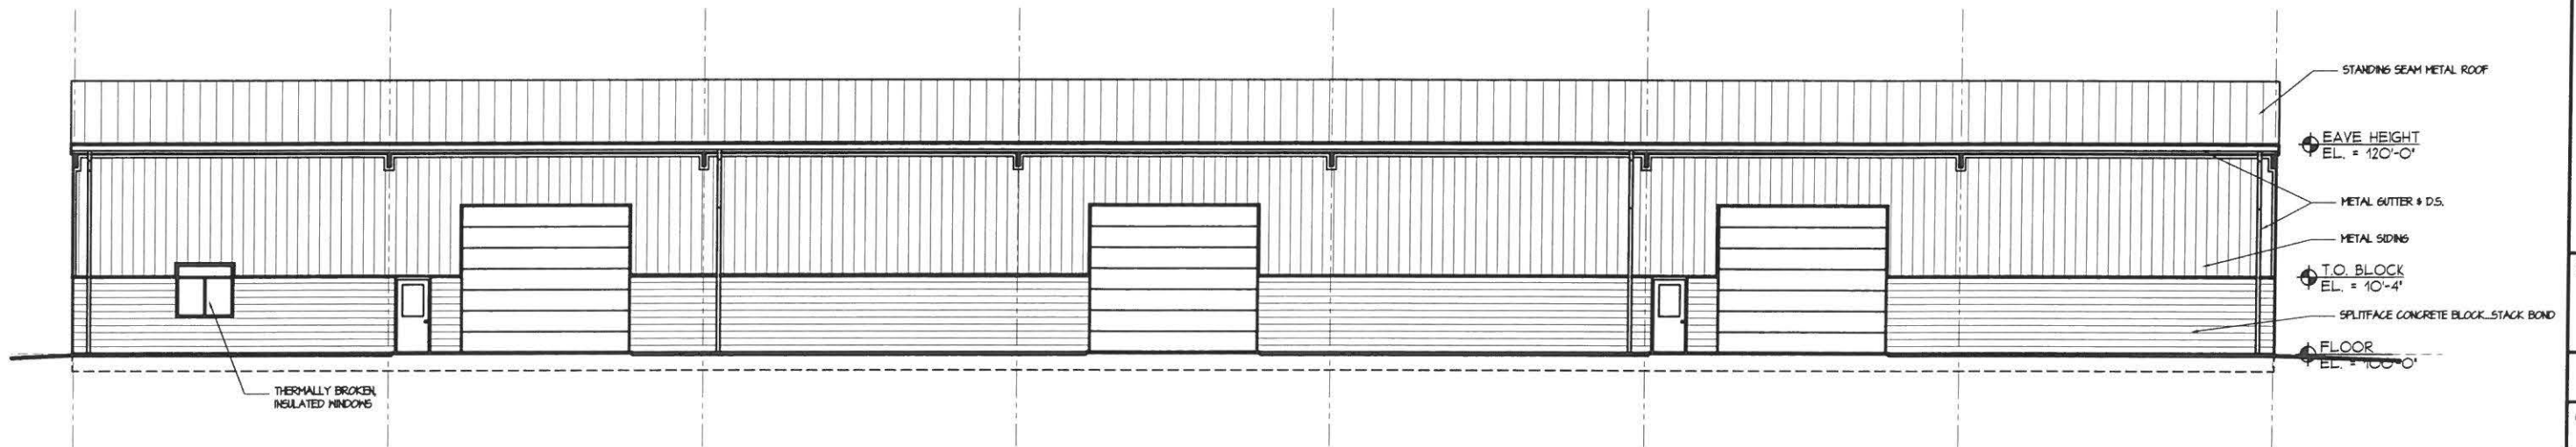 STANDING SEAM METAL ROOF
EAVE HEIGHT
EL. = 120'-0"
METAL GUTTER & D.S.
METAL SIDING
T.O. BLOCK
EL. = 10'-4"
SPLITFACE CONCRETE BLOCK...STACK BOND
FLOOR
EL. = 100'-0"
THERMALLY BROKEN,
INSULATED WINDOWS